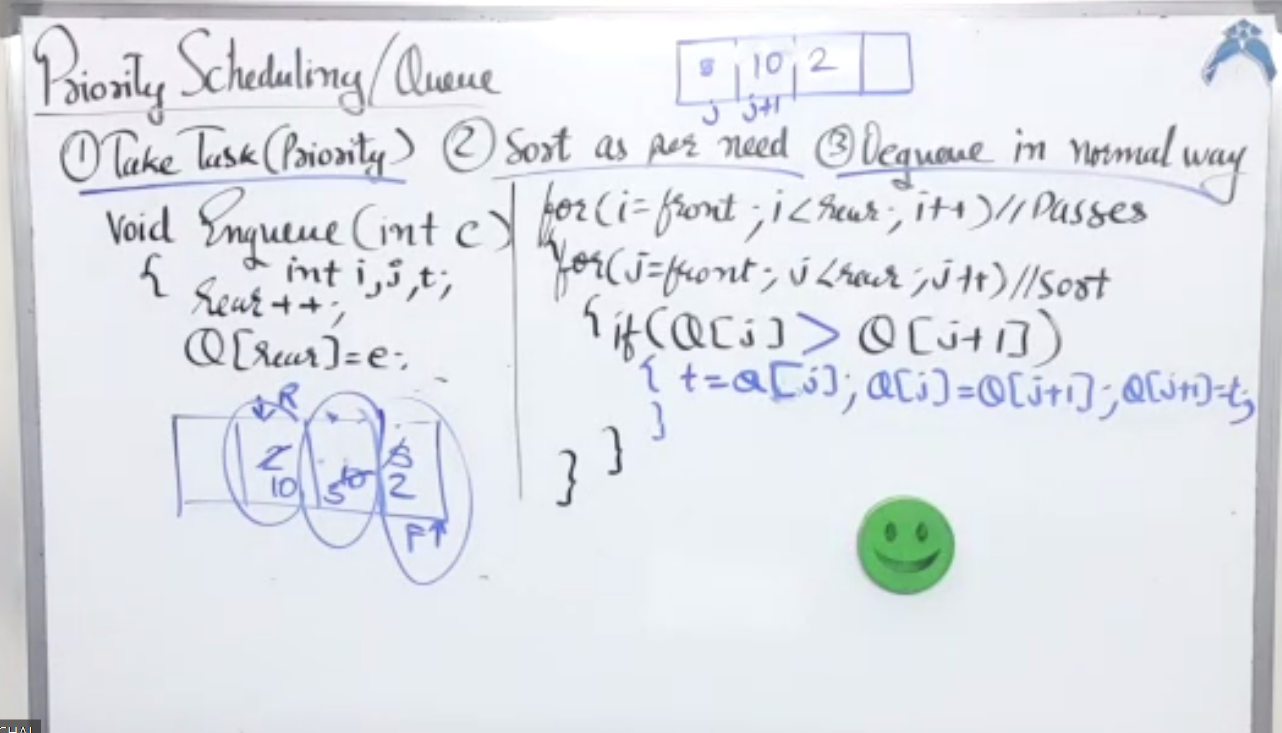 Priority Scheduling/Queue
5 10 2
j j+1
① Take Task (Priority) ② Sort as per need ③ Dequeue in normal way
Void Enqueue (int e)
{ int i,j,t;
rear++;
Q[rear]=e;
for(i=front; i<rear; i++)//Passes
for(j=front; j<rear; j++)//Sort
{ if(Q[j] > Q[j+1])
{ t=Q[j]; Q[j]=Q[j+1]; Q[j+1]=t;
}
}
}
R
2 10 5
10 5 2
F